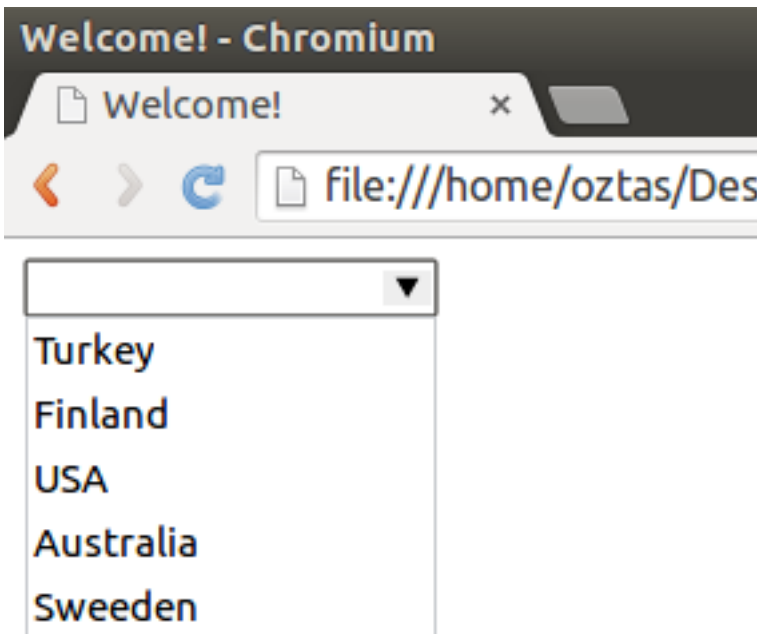 Welcome! - Chromium
Welcome!
file:///home/oztas/Des
Turkey
Finland
USA
Australia
Sweeden